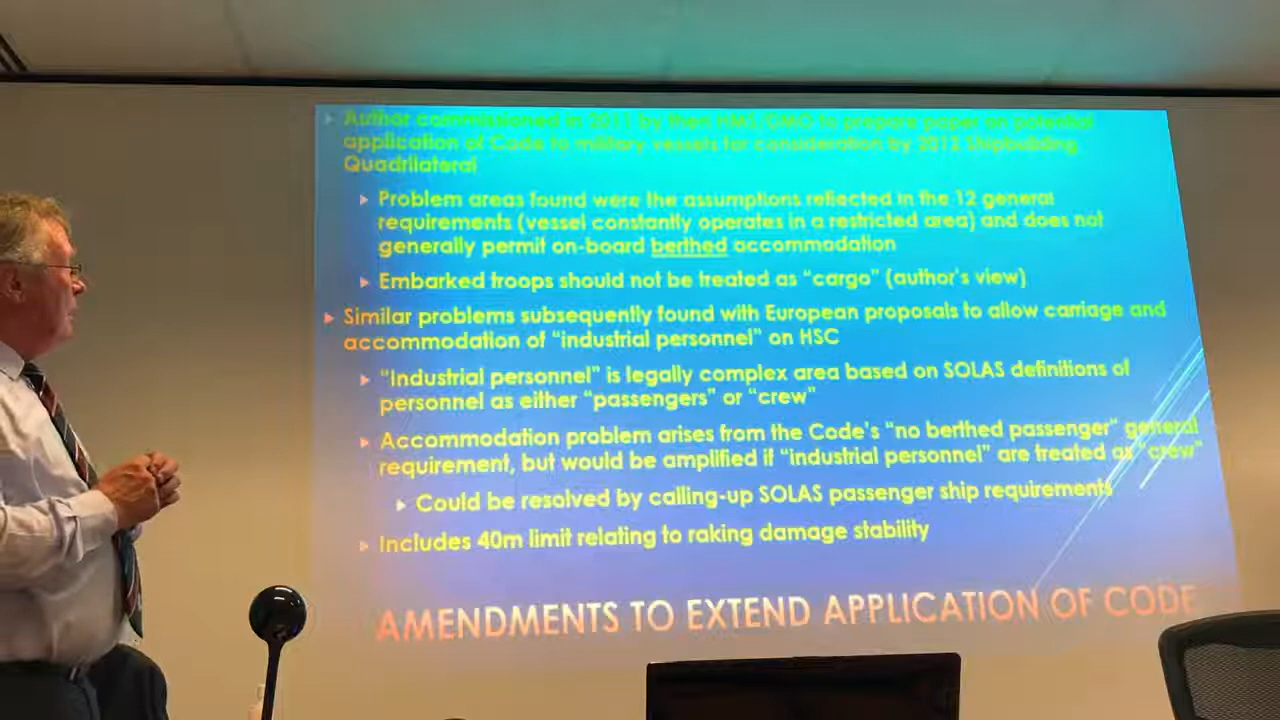 Author commissioned in 2011 by then HMS/DMO to prepare paper on potential
application of Code to military vessels for consideration by 2012 Shipbuilding
Quadrilateral
Problem areas found were the assumptions reflected in the 12 general
requirements (vessel constantly operates in a restricted area) and does not
generally permit on-board berthed accommodation
Embarked troops should not be treated as “cargo” (author's view)
Similar problems subsequently found with European proposals to allow carriage and
accommodation of “industrial personnel” on HSC
“Industrial personnel” is legally complex area based on SOLAS definitions of
personnel as either “passengers” or “crew”
Accommodation problem arises from the Code's “no berthed passenger” general
requirement, but would be amplified if “industrial personnel” are treated as “crew”
Could be resolved by calling-up SOLAS passenger ship requirements
Includes 40m limit relating to raking damage stability
AMENDMENTS TO EXTEND APPLICATION OF CODE